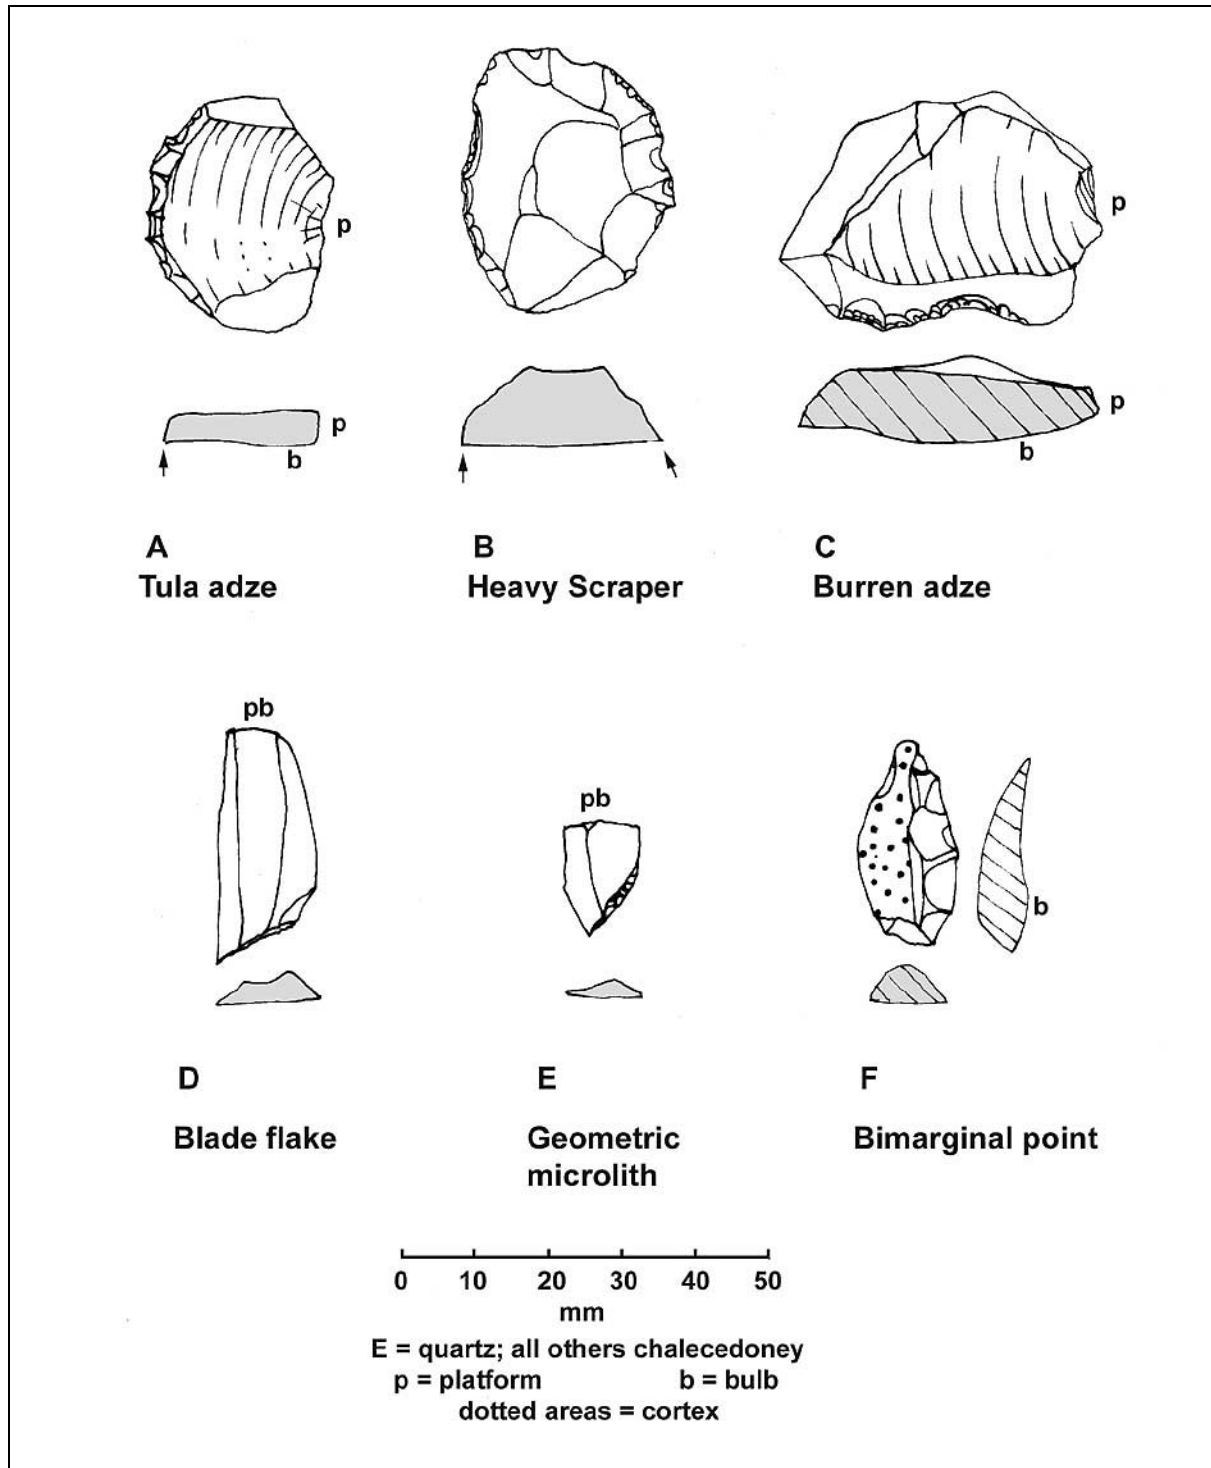 p
p
p
b
p
b
A
B
C
Tula adze
Heavy Scraper
Burren adze
pb
pb
b
D
E
F
Blade flake
Geometric
microlith
Bimarginal point
0 10 20 30 40 50
mm
E = quartz; all others chalecedoney
p = platform b = bulb
dotted areas = cortex